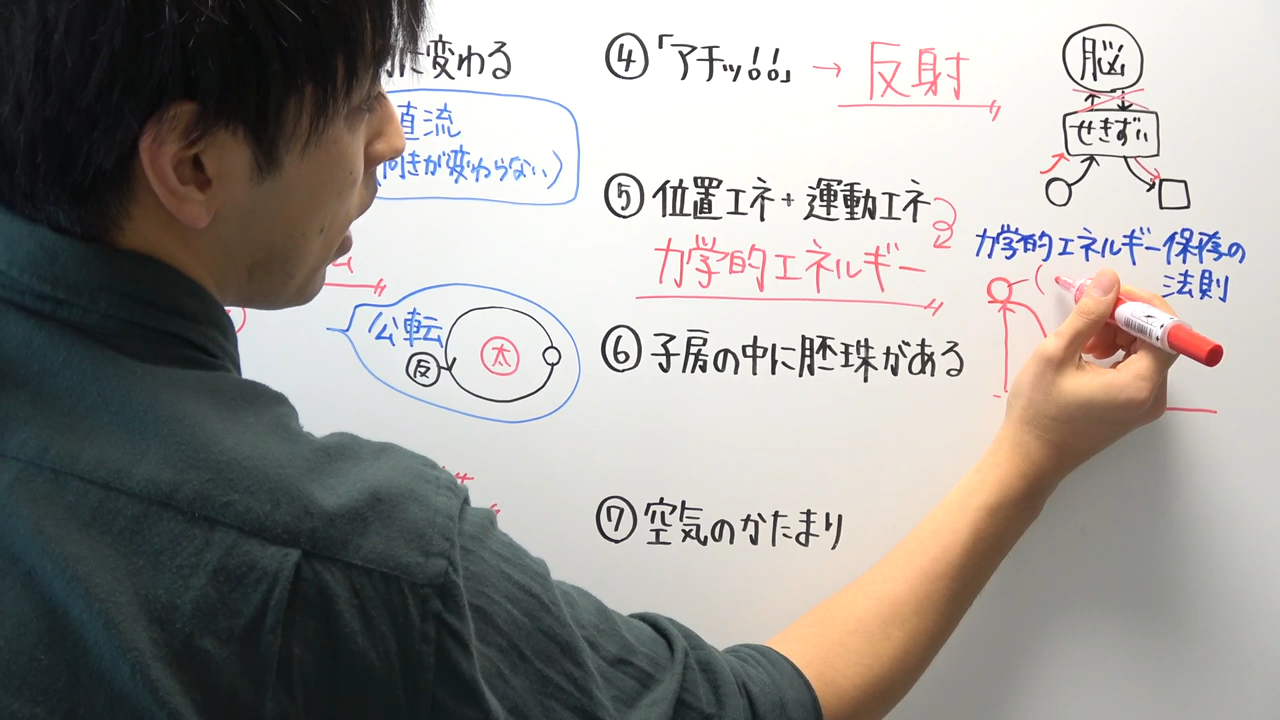 に変わる
直流
向きが変わらない)
公転
太
反
④「アチッ!!」→ 反射
⑤ 位置エネ + 運動エネ
力学的エネルギー
⑥ 子房の中に胚珠がある
⑦ 空気のかたまり
脳
せきずい
力学的エネルギー保存の
法則